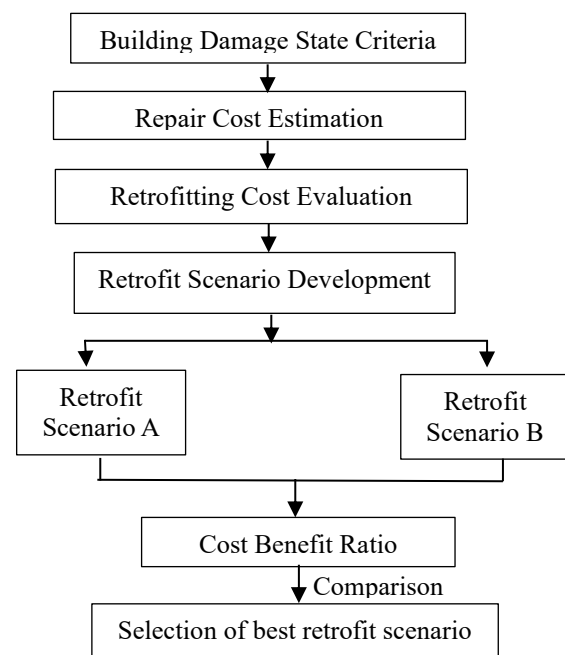 Building Damage State Criteria
Repair Cost Estimation
Retrofitting Cost Evaluation
Retrofit Scenario Development
Retrofit
Scenario A
Retrofit
Scenario B
Cost Benefit Ratio
Comparison
Selection of best retrofit scenario